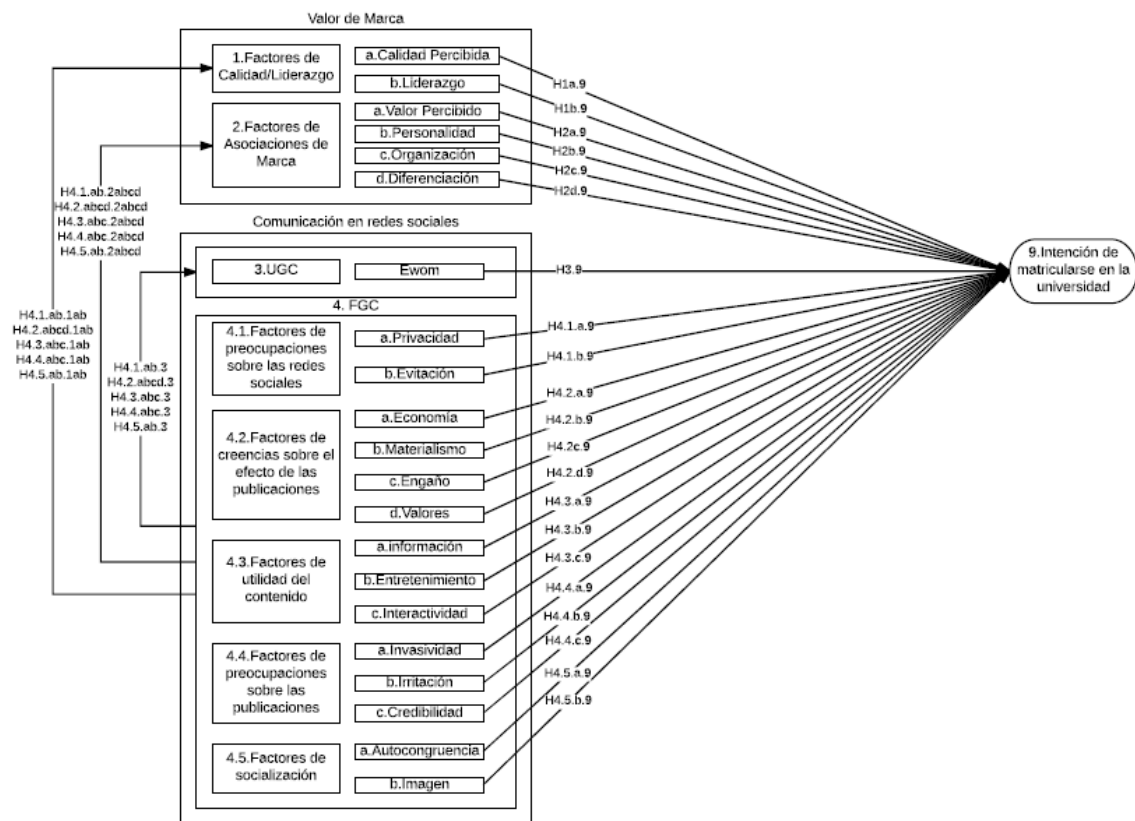 Valor de Marca
1.Factores de
Calidad/Liderazgo
a.Calidad Percibida
b.Liderazgo
2.Factores de
Asociaciones de
Marca
a.Valor Percibido
b.Personalidad
c.Organización
d.Diferenciación
H1a.9
H1b.9
H2a.9
H2b.9
H2c.9
H2d.9
H4.1.ab.2abcd
H4.2.abcd.2abcd
H4.3.abc.2abcd
H4.4.abc.2abcd
H4.5.ab.2abcd
Comunicación en redes sociales
3.UGC
Ewom
H3.9
9.Intención de
matricularse en la
universidad
4. FGC
H4.1.ab.1ab
H4.2.abcd.1ab
H4.3.abc.1ab
H4.4.abc.1ab
H4.5.ab.1ab
H4.1.ab.3
H4.2.abcd.3
H4.3.abc.3
H4.4.abc.3
H4.5.ab.3
4.1.Factores de
preocupaciones
sobre las redes
sociales
a.Privacidad
b.Evitación
4.2.Factores de
creencias sobre el
efecto de las
publicaciones
a.Economía
b.Materialismo
c.Engaño
d.Valores
4.3.Factores de
utilidad del
contenido
a.información
b.Entretenimiento
c.Interactividad
4.4.Factores de
preocupaciones
sobre las
publicaciones
a.Invasividad
b.Irritación
c.Credibilidad
4.5.Factores de
socialización
a.Autocongruencia
b.Imagen
H4.1.a.9
H4.1.b.9
H4.2.a.9
H4.2.b.9
H4.2c.9
H4.2.d.9
H4.3.a.9
H4.3.b.9
H4.3.c.9
H4.4.a.9
H4.4.b.9
H4.4.c.9
H4.5.a.9
H4.5.b.9